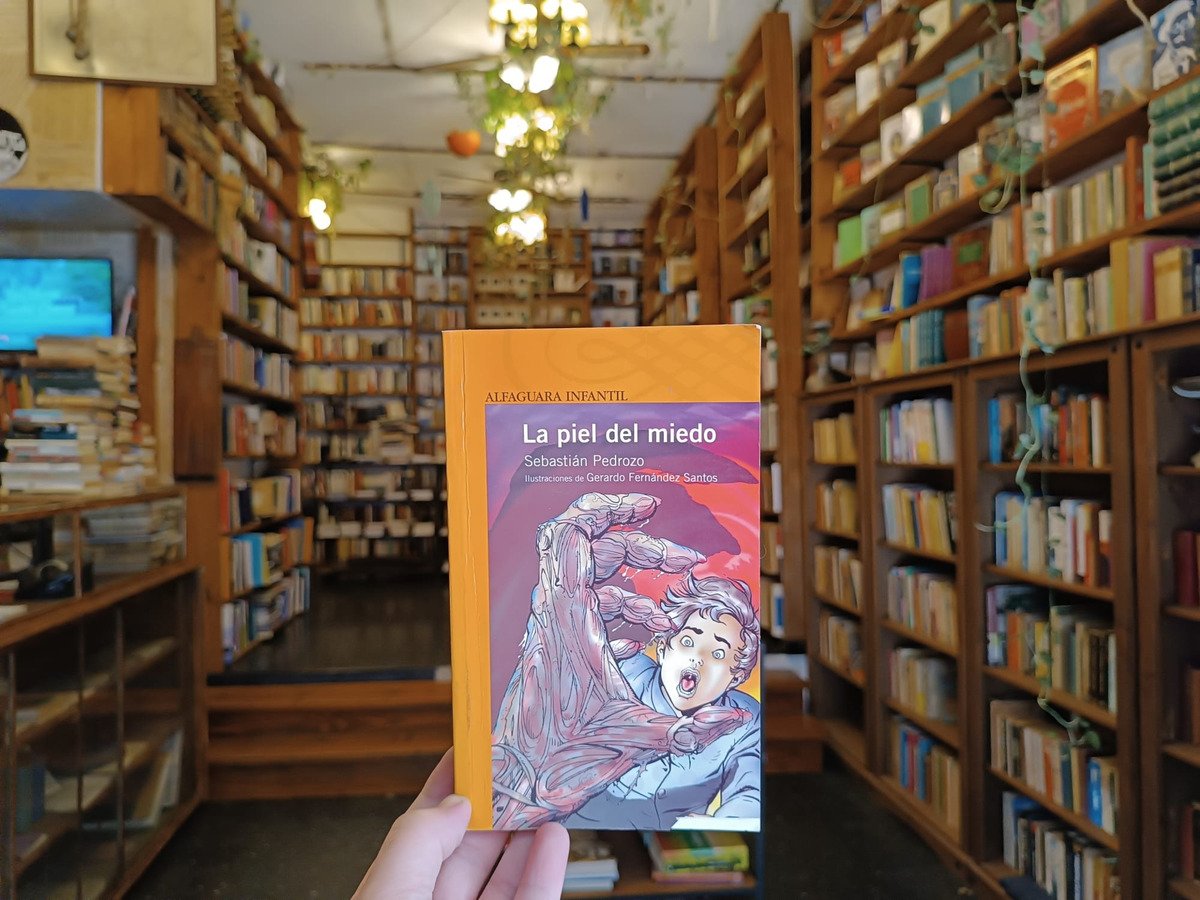 ALFAGUARA INFANTIL
La piel del miedo
Sebastián Pedrozo
Ilustraciones de Gerardo Fernández Santos